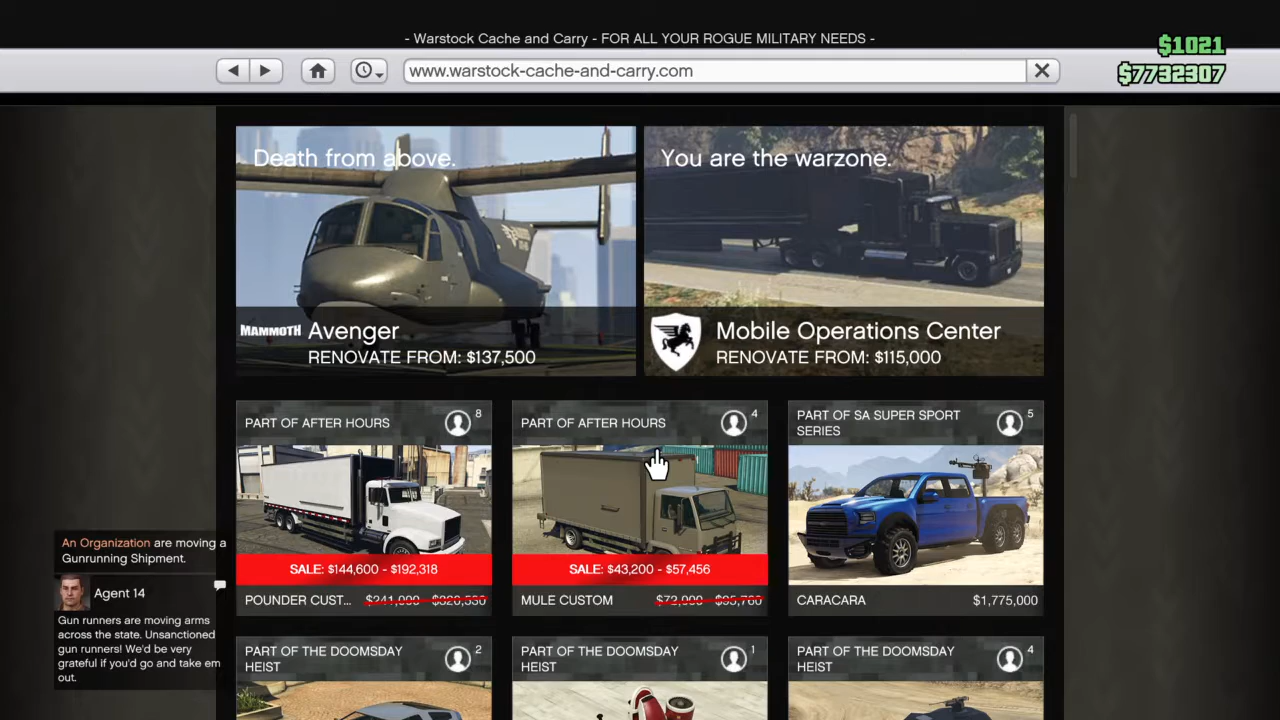 - Warstock Cache and Carry - FOR ALL YOUR ROGUE MILITARY NEEDS -
$1021
$7732307
www.warstock-cache-and-carry.com
Death from above.
MAMMOTH
Avenger
RENOVATE FROM: $137,500
You are the warzone.
Mobile Operations Center
RENOVATE FROM: $115,000
PART OF AFTER HOURS
8
SALE: $144,600 - $192,318
POUNDER CUST...
PART OF AFTER HOURS
4
SALE: $43,200 - $57,456
MULE CUSTOM
$72,000 - $95,760
PART OF SA SUPER SPORT
SERIES
5
CARACARA
$1,775,000
An Organization are moving a
Gunrunning Shipment.
Agent 14
Gun runners are moving arms
across the state. Unsanctioned
gun runners! We'd be very
grateful if you'd go and take em
out.
PART OF THE DOOMSDAY
HEIST
2
PART OF THE DOOMSDAY
HEIST
1
PART OF THE DOOMSDAY
HEIST
4